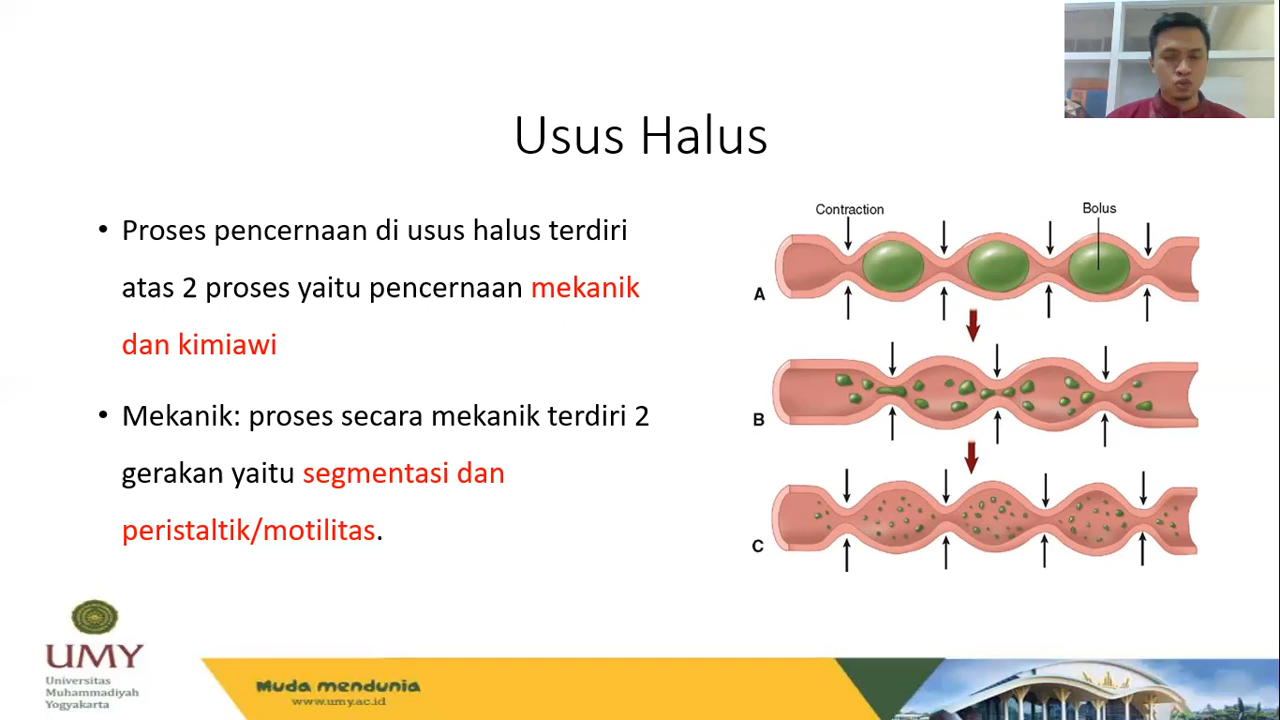 Usus Halus
• Proses pencernaan di usus halus terdiri
atas 2 proses yaitu pencernaan mekanik
dan kimiawi
• Mekanik: proses secara mekanik terdiri 2
gerakan yaitu segmentasi dan
peristaltik/motilitas.
Contraction
Bolus
A
B
C
UMY
Universitas
Muhammadiyah
Yogyakarta
Muda mendunia
www.umy.ac.id